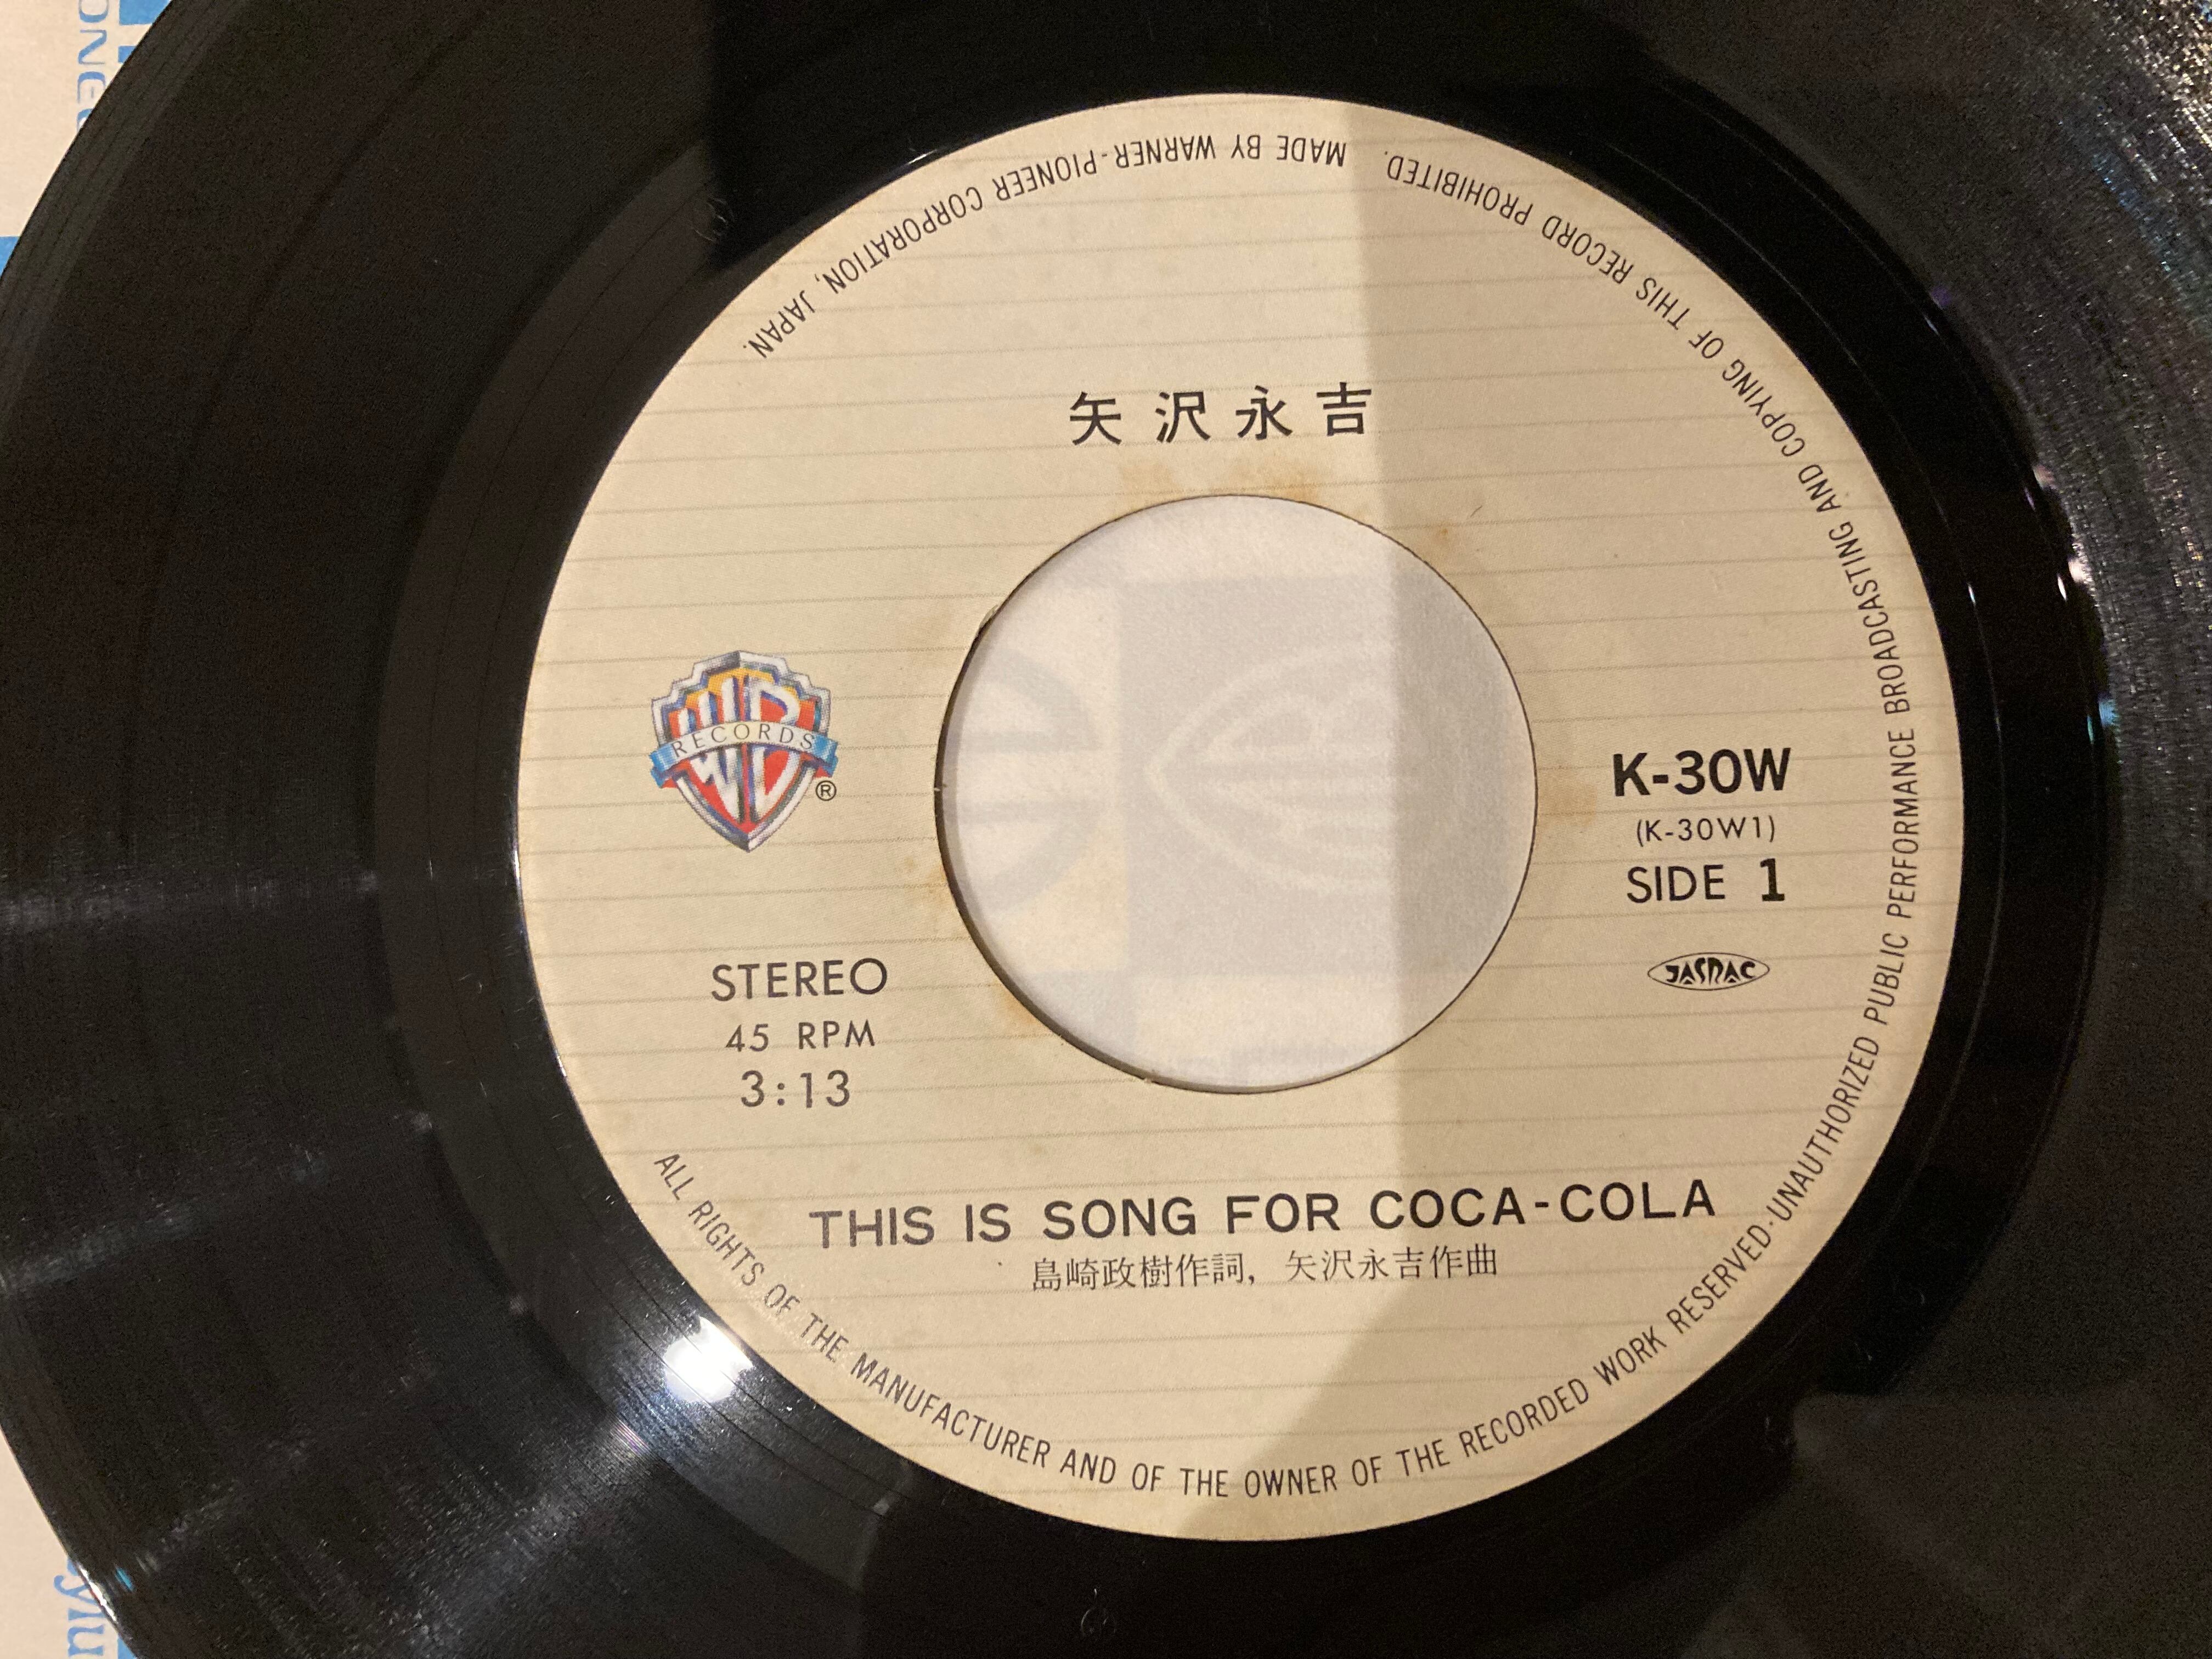 矢沢永吉
WB
RECORDS
®
K-30W
(K-30W1)
SIDE 1
JASRAC
STEREO
45 RPM
3:13
THIS IS SONG FOR COCA-COLA
島崎政樹作詞, 矢沢永吉作曲
ALL RIGHTS OF THE MANUFACTURER AND OF THE OWNER OF THE RECORDED WORK RESERVED·UNAUTHORIZED PUBLIC PERFORMANCE BROADCASTING AND COPYING OF THIS RECORD PROHIBITED. MADE BY WARNER-PIONEER CORPORATION, JAPAN.